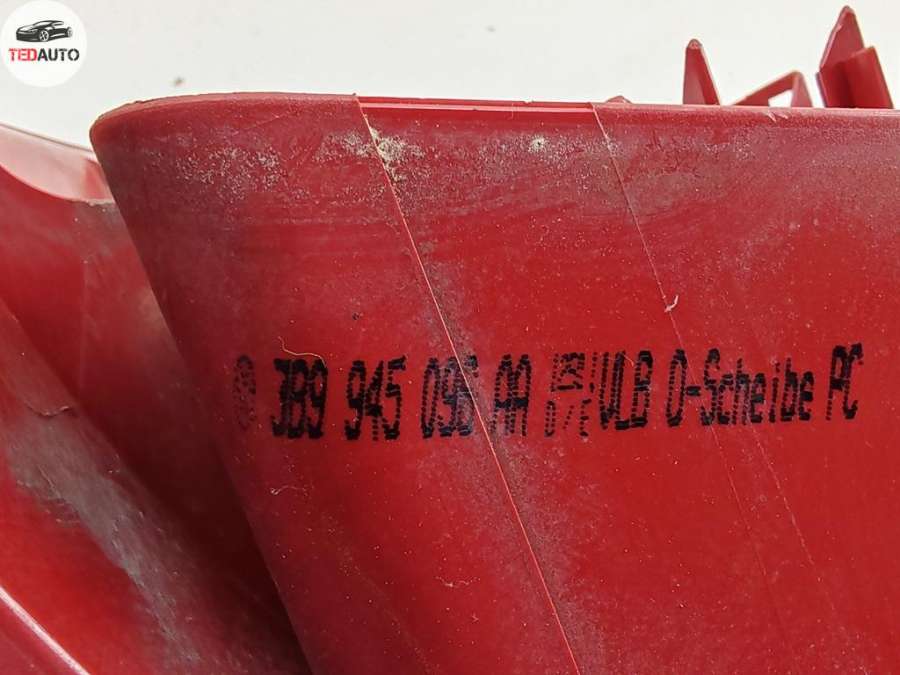 TEDAUTO
3B9 945 096 AA VLB D-Scheibe PC